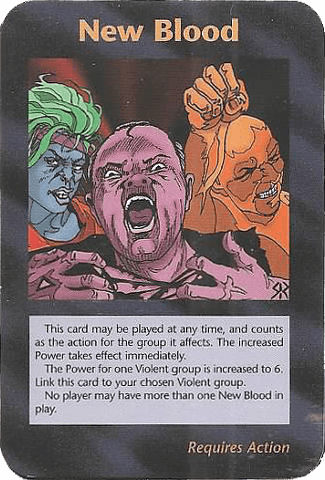 New Blood
This card may be played at any time, and counts
as the action for the group it affects. The increased
Power takes effect immediately.
The Power for one Violent group is increased to 6.
Link this card to your chosen Violent group.
No player may have more than one New Blood in
play.
Requires Action